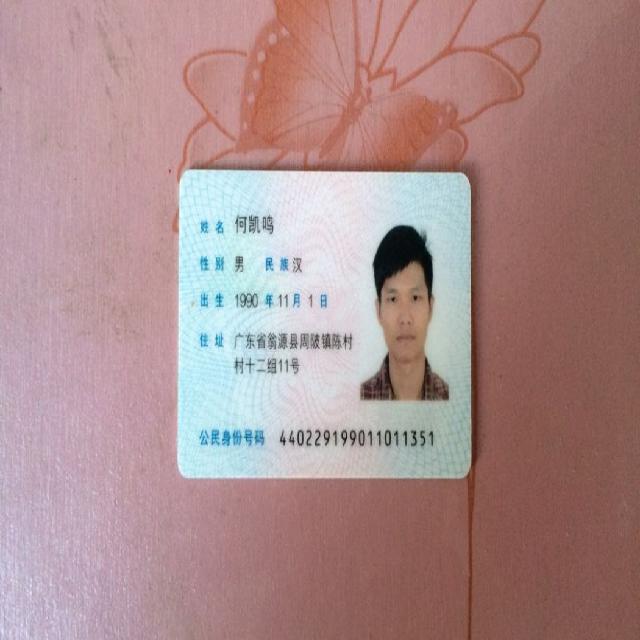 姓名 何凯鸣
性别 男 民族 汉
出生 1990 年 11 月 1 日
住址 广东省翁源县周陂镇陈村
村十二组11号
公民身份号码 440229199011011351